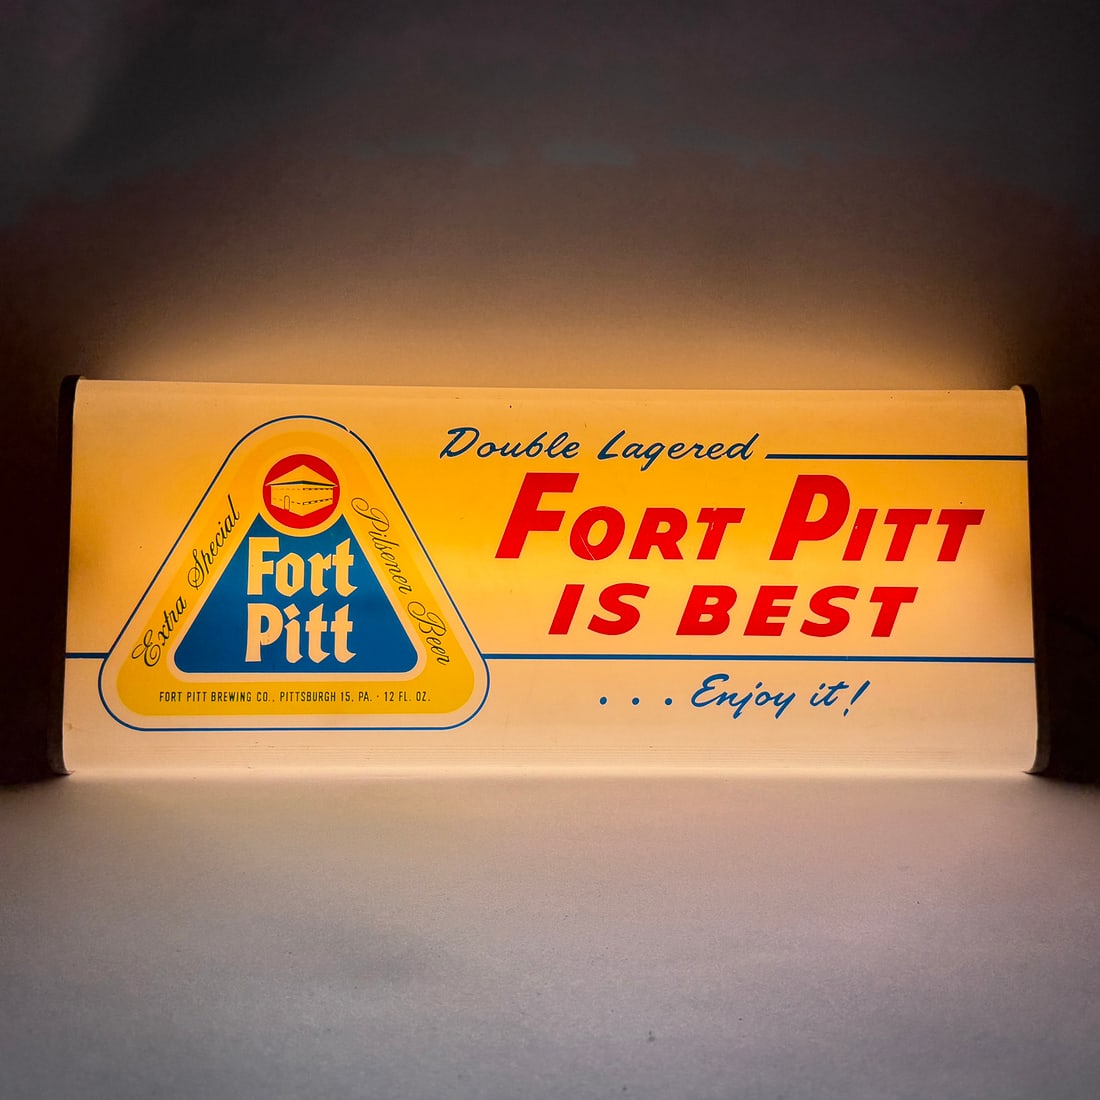 Extra Special
Pilsener Beer
Fort
Pitt
FORT PITT BREWING CO., PITTSBURGH 15, PA. · 12 FL. OZ.
Double Lagered
FORT PITT
IS BEST
. . . Enjoy it!